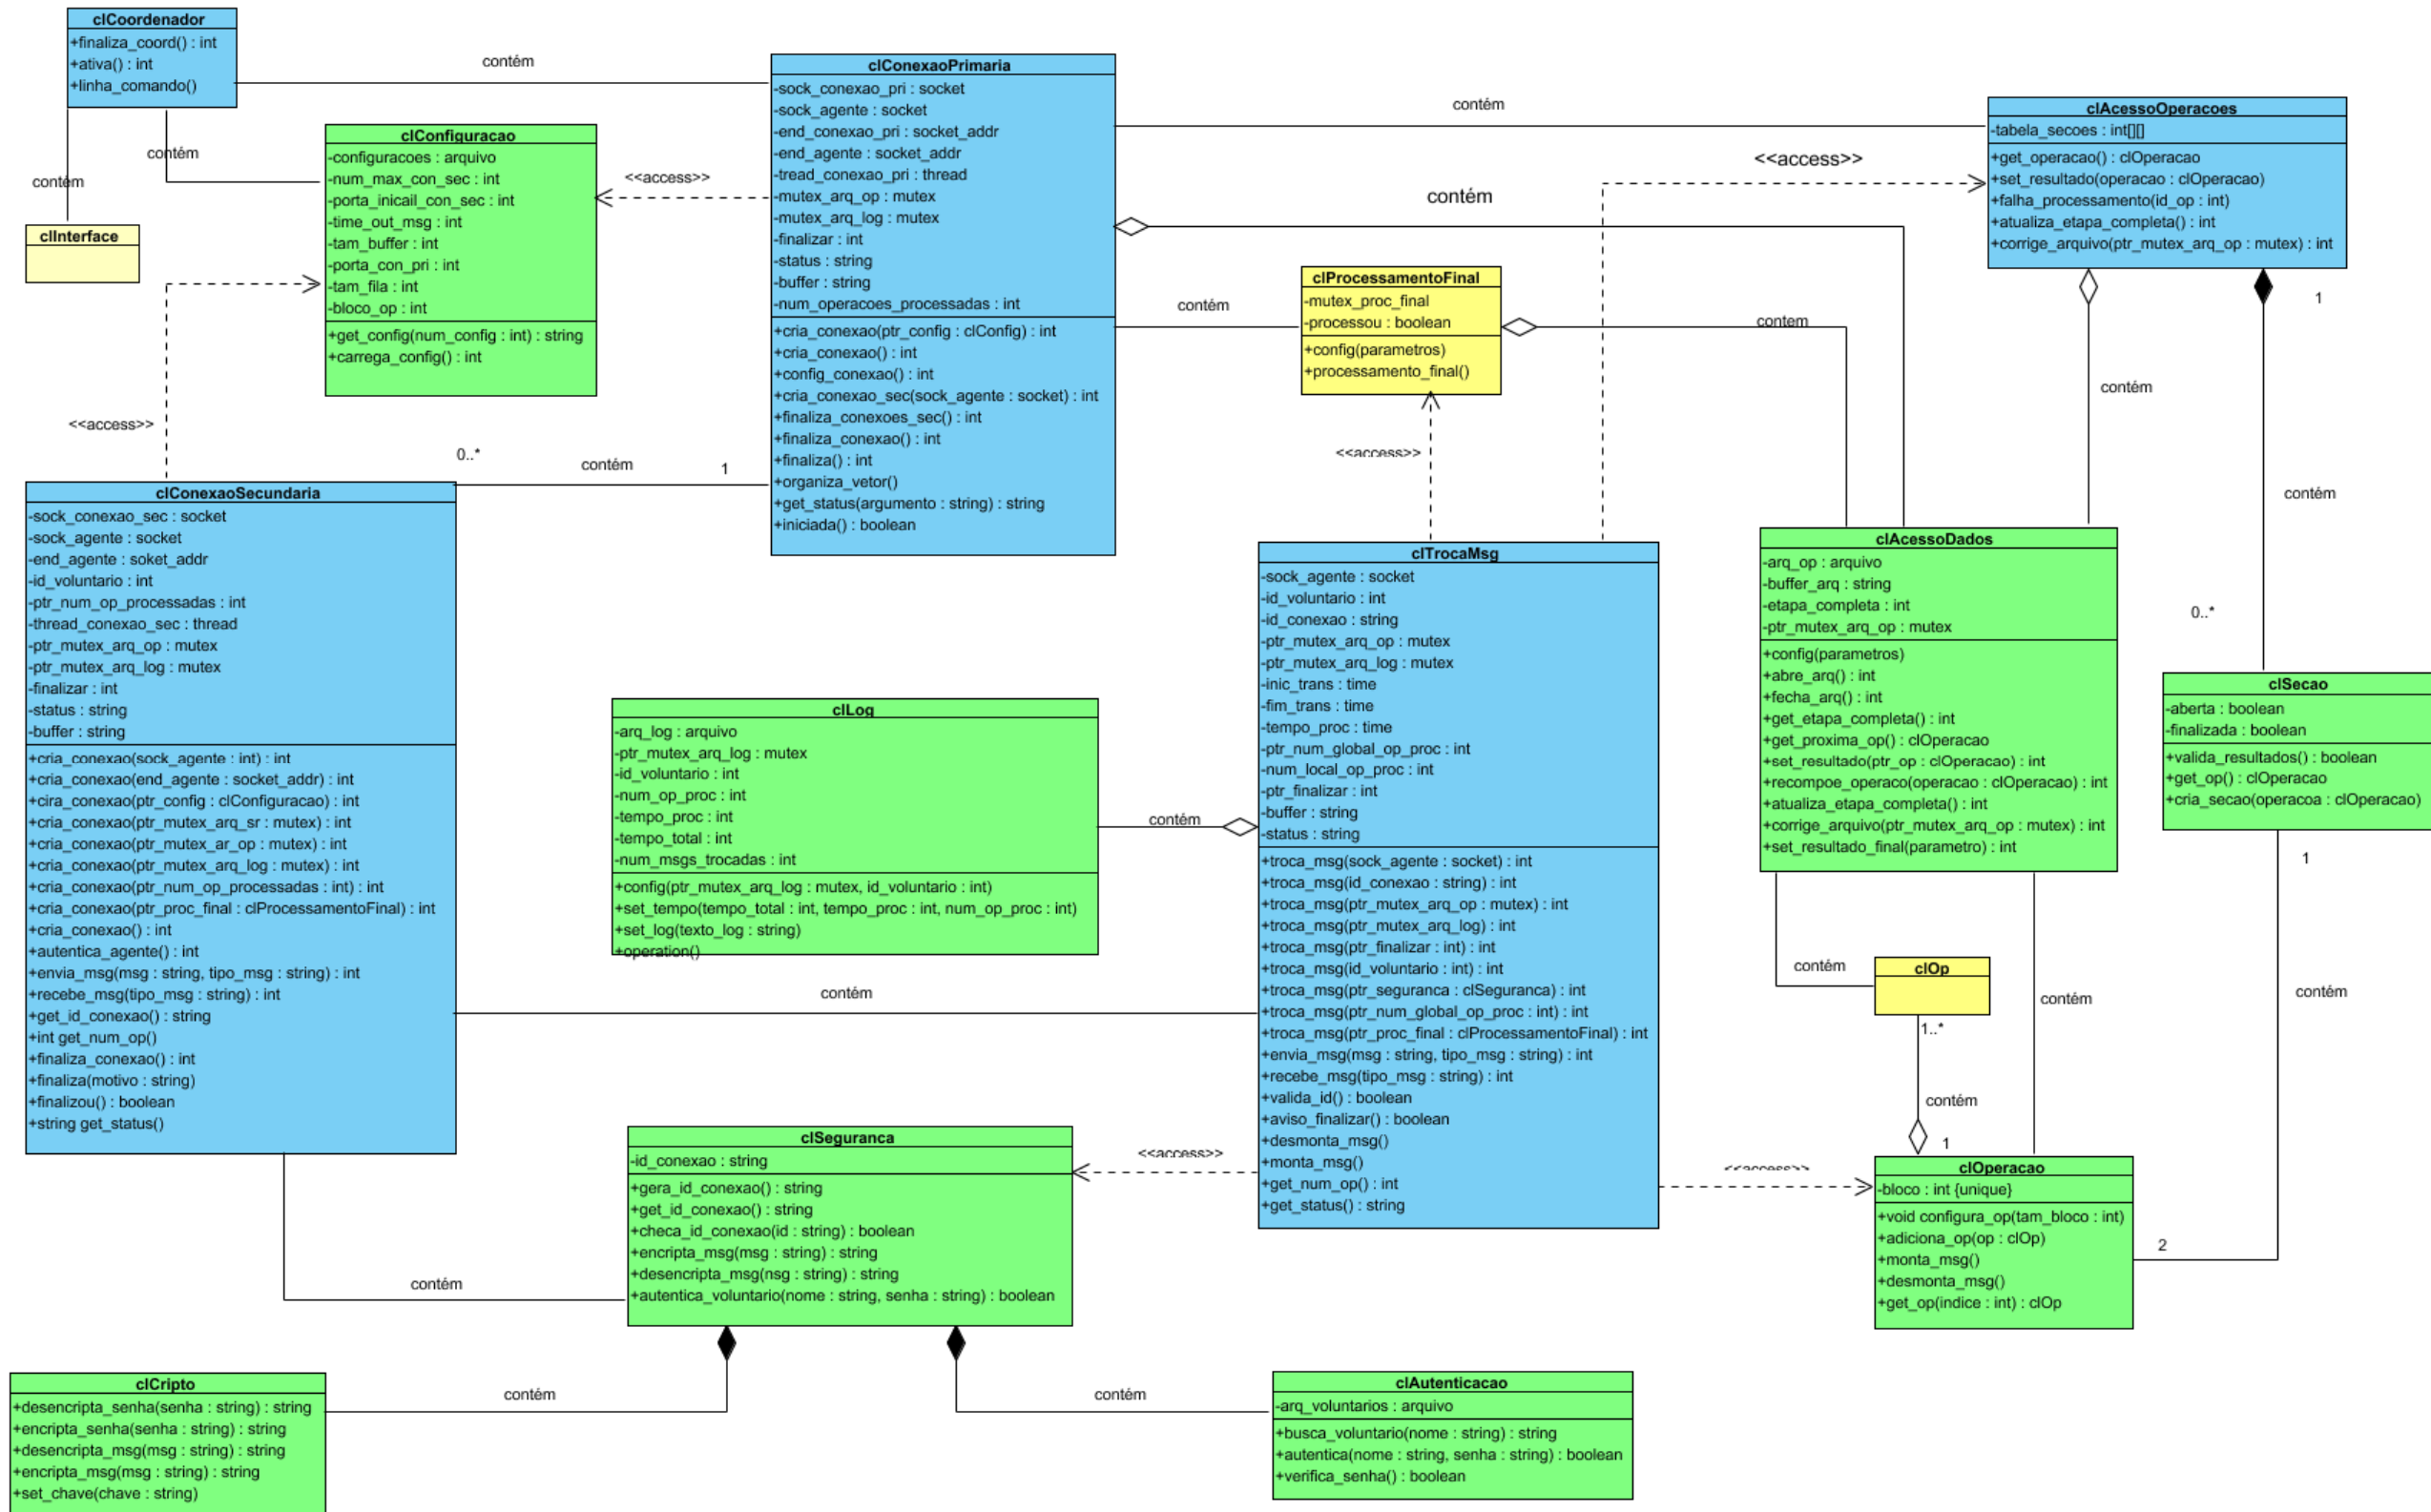 clCoordenador
+finaliza_coord() : int
+ativa() : int
+linha_comando()
contém
contém
contém
clInterface
clConfiguracao
-configuracoes : arquivo
-num_max_con_sec : int
-porta_inicail_con_sec : int
-time_out_msg : int
-tam_buffer : int
-porta_con_pri : int
-tam_fila : int
-bloco_op : int
+get_config(num_config : int) : string
+carrega_config() : int
<<access>>
<<access>>
clConexaoPrimaria
-sock_conexao_pri : socket
-sock_agente : socket
-end_conexao_pri : socket_addr
-end_agente : socket_addr
-tread_conexao_pri : thread
-mutex_arq_op : mutex
-mutex_arq_log : mutex
-finalizar : int
-status : string
-buffer : string
-num_operacoes_processadas : int
+cria_conexao(ptr_config : clConfig) : int
+cria_conexao() : int
+config_conexao() : int
+cria_conexao_sec(sock_agente : socket) : int
+finaliza_conexoes_sec() : int
+finaliza_conexao() : int
+finaliza() : int
+organiza_vetor()
+get_status(argumento : string) : string
+iniciada() : boolean
contém
<<access>>
contém
contém
clAcessoOperacoes
-tabela_secoes : int[][]
+get_operacao() : clOperacao
+set_resultado(operacao : clOperacao)
+falha_processamento(id_op : int)
+atualiza_etapa_completa() : int
+corrige_arquivo(ptr_mutex_arq_op : mutex) : int
clProcessamentoFinal
-mutex_proc_final
-processou : boolean
+config(parametros)
+processamento_final()
contem
1
contém
contém
0..*
<<access>>
0..*
contém
1
clConexaoSecundaria
-sock_conexao_sec : socket
-sock_agente : socket
-end_agente : soket_addr
-id_voluntario : int
-ptr_num_op_processadas : int
-thread_conexao_sec : thread
-ptr_mutex_arq_op : mutex
-ptr_mutex_arq_log : mutex
-finalizar : int
-status : string
-buffer : string
+cria_conexao(sock_agente : int) : int
+cria_conexao(end_agente : socket_addr) : int
+cira_conexao(ptr_config : clConfiguracao) : int
+cria_conexao(ptr_mutex_arq_sr : mutex) : int
+cria_conexao(ptr_mutex_ar_op : mutex) : int
+cria_conexao(ptr_mutex_arq_log : mutex) : int
+cria_conexao(ptr_num_op_processadas : int) : int
+cria_conexao(ptr_proc_final : clProcessamentoFinal) : int
+cria_conexao() : int
+autentica_agente() : int
+envia_msg(msg : string, tipo_msg : string) : int
+recebe_msg(tipo_msg : string) : int
+get_id_conexao() : string
+int get_num_op()
+finaliza_conexao() : int
+finaliza(motivo : string)
+finalizou() : boolean
+string get_status()
clLog
-arq_log : arquivo
-ptr_mutex_arq_log : mutex
-id_voluntario : int
-num_op_proc : int
-tempo_proc : int
-tempo_total : int
-num_msgs_trocadas : int
+config(ptr_mutex_arq_log : mutex, id_voluntario : int)
+set_tempo(tempo_total : int, tempo_proc : int, num_op_proc : int)
+set_log(texto_log : string)
+operation()
contém
contém
clTrocaMsg
-sock_agente : socket
-id_voluntario : int
-id_conexao : string
-ptr_mutex_arq_op : mutex
-ptr_mutex_arq_log : mutex
-inic_trans : time
-fim_trans : time
-tempo_proc : time
-ptr_num_global_op_proc : int
-num_local_op_proc : int
-ptr_finalizar : int
-buffer : string
-status : string
+troca_msg(sock_agente : socket) : int
+troca_msg(id_conexao : string) : int
+troca_msg(ptr_mutex_arq_op : mutex) : int
+troca_msg(ptr_mutex_arq_log) : int
+troca_msg(ptr_finalizar : int) : int
+troca_msg(id_voluntario : int) : int
+troca_msg(ptr_seguranca : clSeguranca) : int
+troca_msg(ptr_num_global_op_proc : int) : int
+troca_msg(ptr_proc_final : clProcessamentoFinal) : int
+envia_msg(msg : string, tipo_msg : string) : int
+recebe_msg(tipo_msg : string) : int
+valida_id() : boolean
+aviso_finalizar() : boolean
+desmonta_msg()
+monta_msg()
+get_num_op() : int
+get_status() : string
clAcessoDados
-arq_op : arquivo
-buffer_arq : string
-etapa_completa : int
-ptr_mutex_arq_op : mutex
+config(parametros)
+abre_arq() : int
+fecha_arq() : int
+get_etapa_completa() : int
+get_proxima_op() : clOperacao
+set_resultado(ptr_op : clOperacao) : int
+recompoe_operaco(operacao : clOperacao) : int
+atualiza_etapa_completa() : int
+corrige_arquivo(ptr_mutex_arq_op : mutex) : int
+set_resultado_final(parametro) : int
clSecao
-aberta : boolean
-finalizada : boolean
+valida_resultados() : boolean
+get_op() : clOperacao
+cria_secao(operacoa : clOperacao)
1
contém
clOp
contém
contém
1..*
contém
1
2
<<access>>
<<access>>
clOperacao
-bloco : int {unique}
+void configura_op(tam_bloco : int)
+adiciona_op(op : clOp)
+monta_msg()
+desmonta_msg()
+get_op(indice : int) : clOp
clSeguranca
-id_conexao : string
+gera_id_conexao() : string
+get_id_conexao() : string
+checa_id_conexao(id : string) : boolean
+encripta_msg(msg : string) : string
+desencripta_msg(nsg : string) : string
+autentica_voluntario(nome : string, senha : string) : boolean
contém
contém
contém
clCripto
+desencripta_senha(senha : string) : string
+encripta_senha(senha : string) : string
+desencripta_msg(msg : string) : string
+encripta_msg(msg : string) : string
+set_chave(chave : string)
clAutenticacao
-arq_voluntarios : arquivo
+busca_voluntario(nome : string) : string
+autentica(nome : string, senha : string) : boolean
+verifica_senha() : boolean